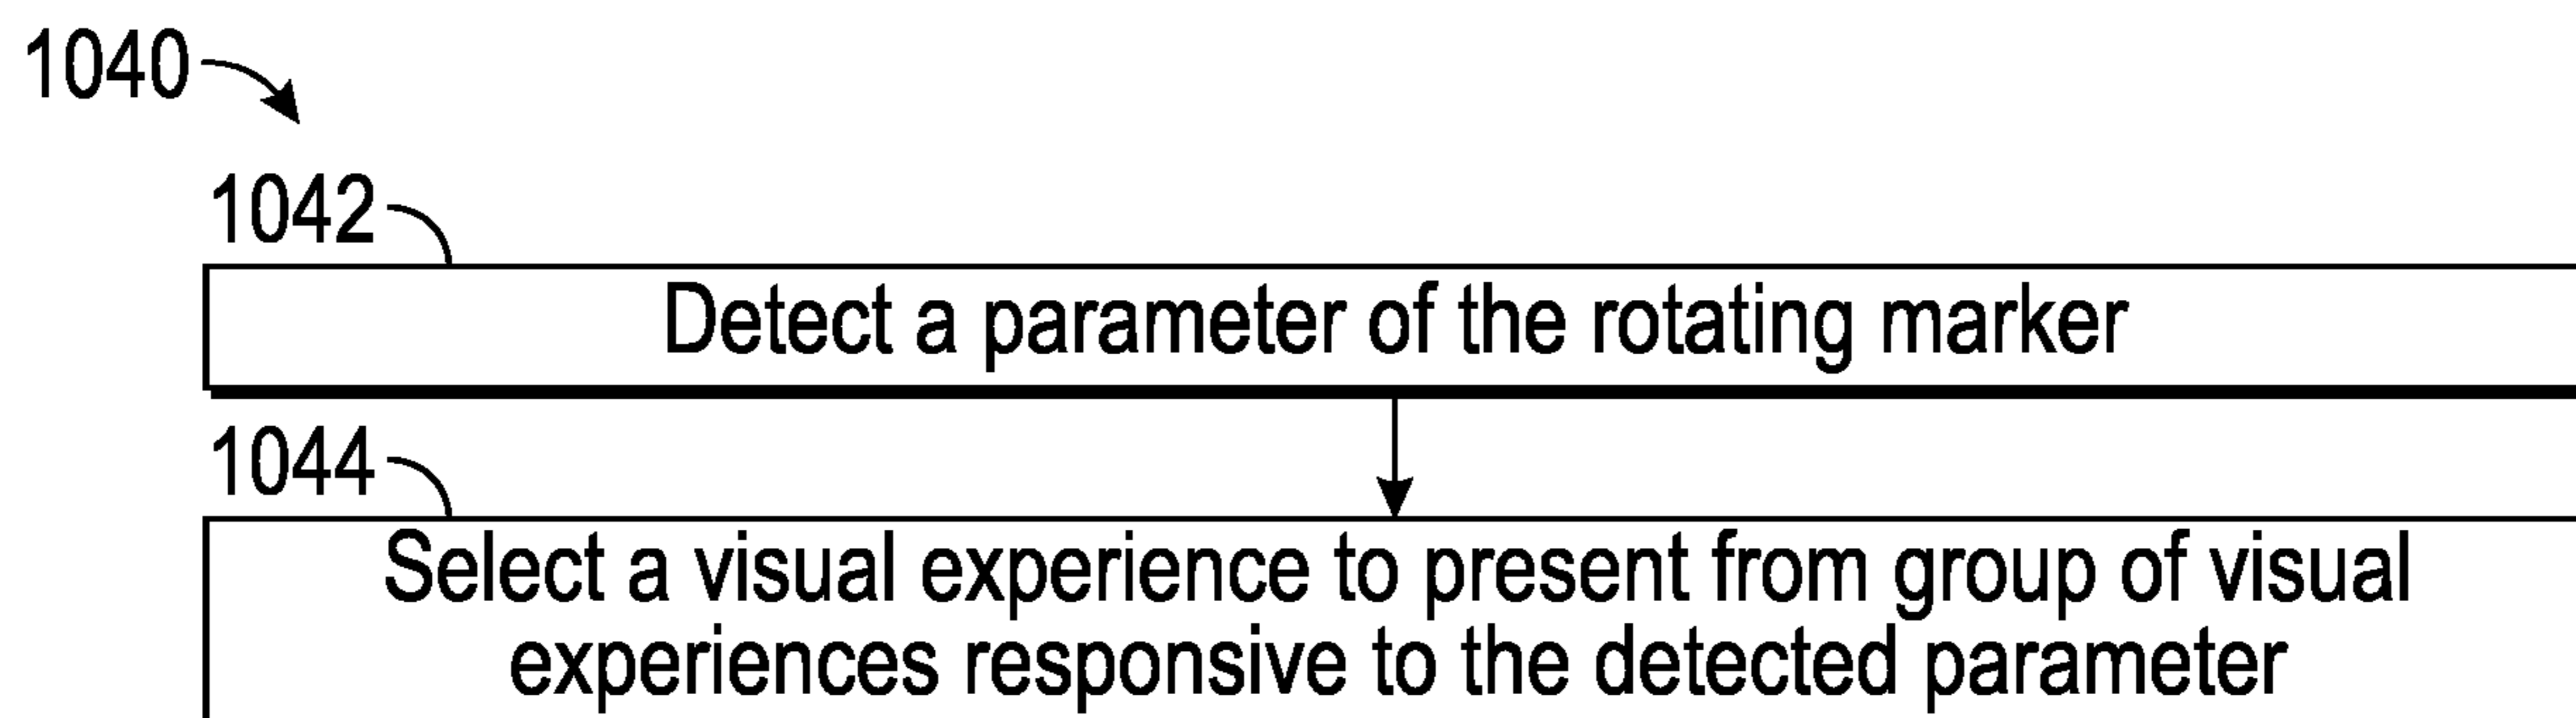 1040
1042
Detect a parameter of the rotating marker
1044
Select a visual experience to present from group of visual
experiences responsive to the detected parameter